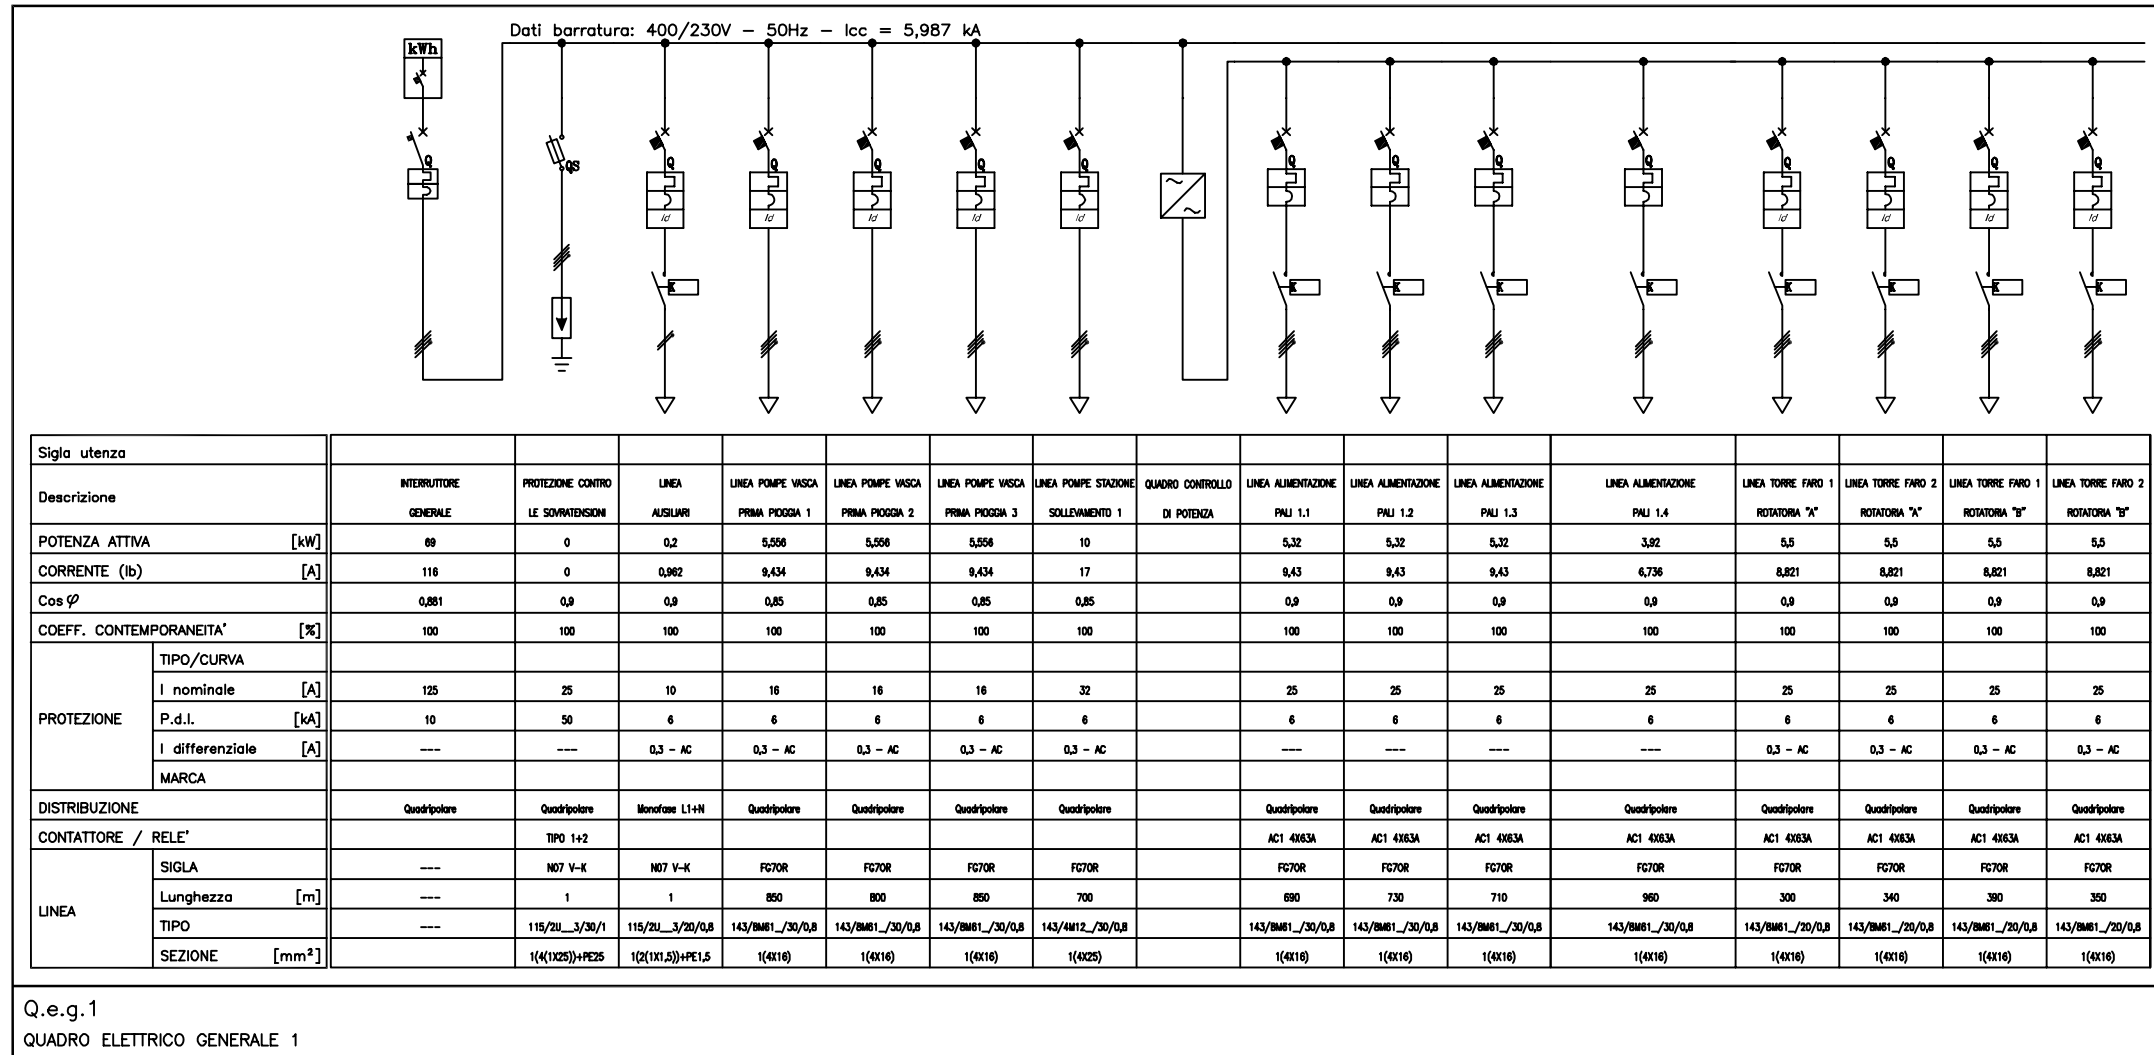 Dati barratura: 400/230V - 50Hz - Icc = 5,987 kA
kWh
Q QS Q Q Q Q Q Q Q Q Q Q Q Q Q
Id Id Id Id Id Id Id Id Id
K K K K K K K K K
Sigla utenza
Descrizione
INTERRUTTORE GENERALE
PROTEZIONE CONTRO LE SOVRATENSIONI
LINEA AUSILIARI
LINEA POMPE VASCA PRIMA PIOGGIA 1
LINEA POMPE VASCA PRIMA PIOGGIA 2
LINEA POMPE VASCA PRIMA PIOGGIA 3
LINEA POMPE STAZIONE SOLLEVAMENTO 1
QUADRO CONTROLLO DI POTENZA
LINEA ALIMENTAZIONE PALI 1.1
LINEA ALIMENTAZIONE PALI 1.2
LINEA ALIMENTAZIONE PALI 1.3
LINEA ALIMENTAZIONE PALI 1.4
LINEA TORRE FARO 1 ROTATORIA "A"
LINEA TORRE FARO 2 ROTATORIA "A"
LINEA TORRE FARO 1 ROTATORIA "B"
LINEA TORRE FARO 2 ROTATORIA "B"
POTENZA ATTIVA [kW] 69 0 0,2 5,556 5,556 5,556 10 5,32 5,32 5,32 3,92 5,5 5,5 5,5 5,5
CORRENTE (Ib) [A] 116 0 0,962 9,434 9,434 9,434 17 9,43 9,43 9,43 6,736 8,821 8,821 8,821 8,821
Cos φ 0,881 0,9 0,9 0,85 0,85 0,85 0,85 0,9 0,9 0,9 0,9 0,9 0,9 0,9 0,9
COEFF. CONTEMPORANEITA' [%] 100 100 100 100 100 100 100 100 100 100 100 100 100 100 100
PROTEZIONE
TIPO/CURVA
I nominale [A] 125 25 10 16 16 16 32 25 25 25 25 25 25 25 25
P.d.I. [kA] 10 50 6 6 6 6 6 6 6 6 6 6 6 6 6
I differenziale [A] --- --- 0,3 - AC 0,3 - AC 0,3 - AC 0,3 - AC 0,3 - AC --- --- --- --- 0,3 - AC 0,3 - AC 0,3 - AC 0,3 - AC
MARCA
DISTRIBUZIONE Quadripolare Quadripolare Monofase L1+N Quadripolare Quadripolare Quadripolare Quadripolare Quadripolare Quadripolare Quadripolare Quadripolare Quadripolare Quadripolare Quadripolare Quadripolare
CONTATTORE / RELE' TIPO 1+2 AC1 4X63A AC1 4X63A AC1 4X63A AC1 4X63A AC1 4X63A AC1 4X63A AC1 4X63A AC1 4X63A
LINEA
SIGLA --- N07 V-K N07 V-K FG7OR FG7OR FG7OR FG7OR FG7OR FG7OR FG7OR FG7OR FG7OR FG7OR FG7OR FG7OR
Lunghezza [m] --- 1 1 850 800 850 700 690 730 710 960 300 340 390 350
TIPO --- 115/2U__3/30/1 115/2U__3/20/0,8 143/8M61_/30/0,8 143/8M61_/30/0,8 143/8M61_/30/0,8 143/4M12_/30/0,8 143/8M61_/30/0,8 143/8M61_/30/0,8 143/8M61_/30/0,8 143/8M61_/30/0,8 143/8M61_/20/0,8 143/8M61_/20/0,8 143/8M61_/20/0,8 143/8M61_/20/0,8
SEZIONE [mm²] 1(4(1X25))+PE25 1(2(1X1,5))+PE1,5 1(4X16) 1(4X16) 1(4X16) 1(4X25) 1(4X16) 1(4X16) 1(4X16) 1(4X16) 1(4X16) 1(4X16) 1(4X16) 1(4X16)
Q.e.g.1
QUADRO ELETTRICO GENERALE 1